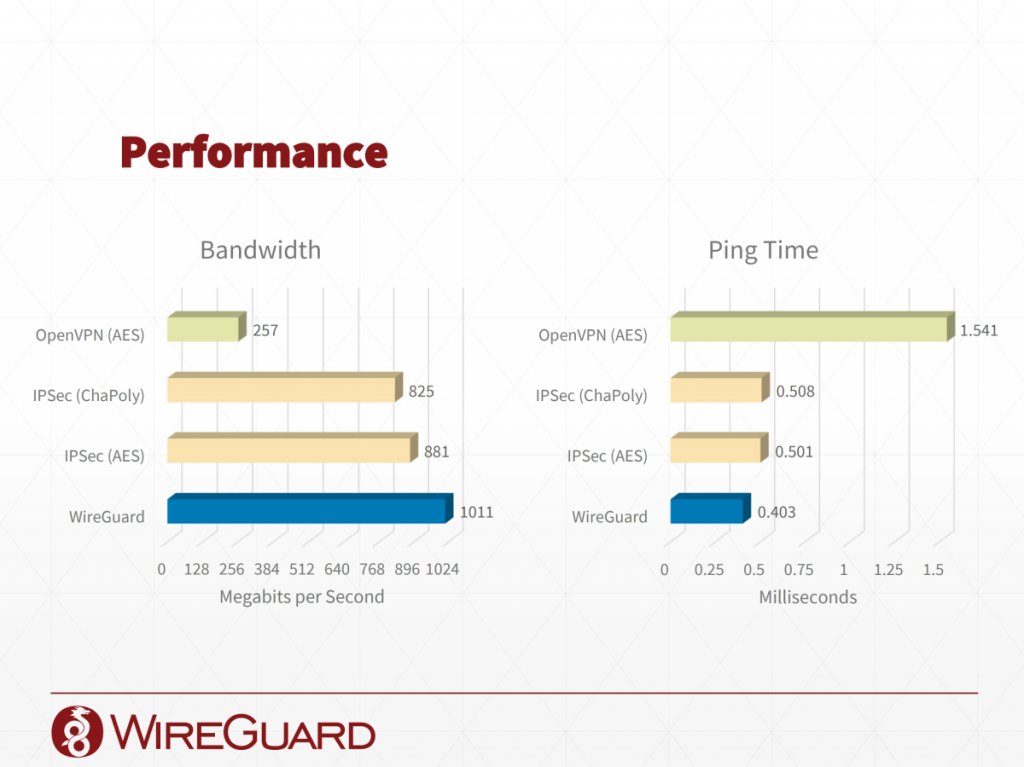 Performance
Bandwidth
OpenVPN (AES) 257
IPSec (ChaPoly) 825
IPSec (AES) 881
WireGuard 1011
0 128 256 384 512 640 768 896 1024
Megabits per Second
Ping Time
OpenVPN (AES) 1.541
IPSec (ChaPoly) 0.508
IPSec (AES) 0.501
WireGuard 0.403
0 0.25 0.5 0.75 1 1.25 1.5
Milliseconds
WIREGUARD